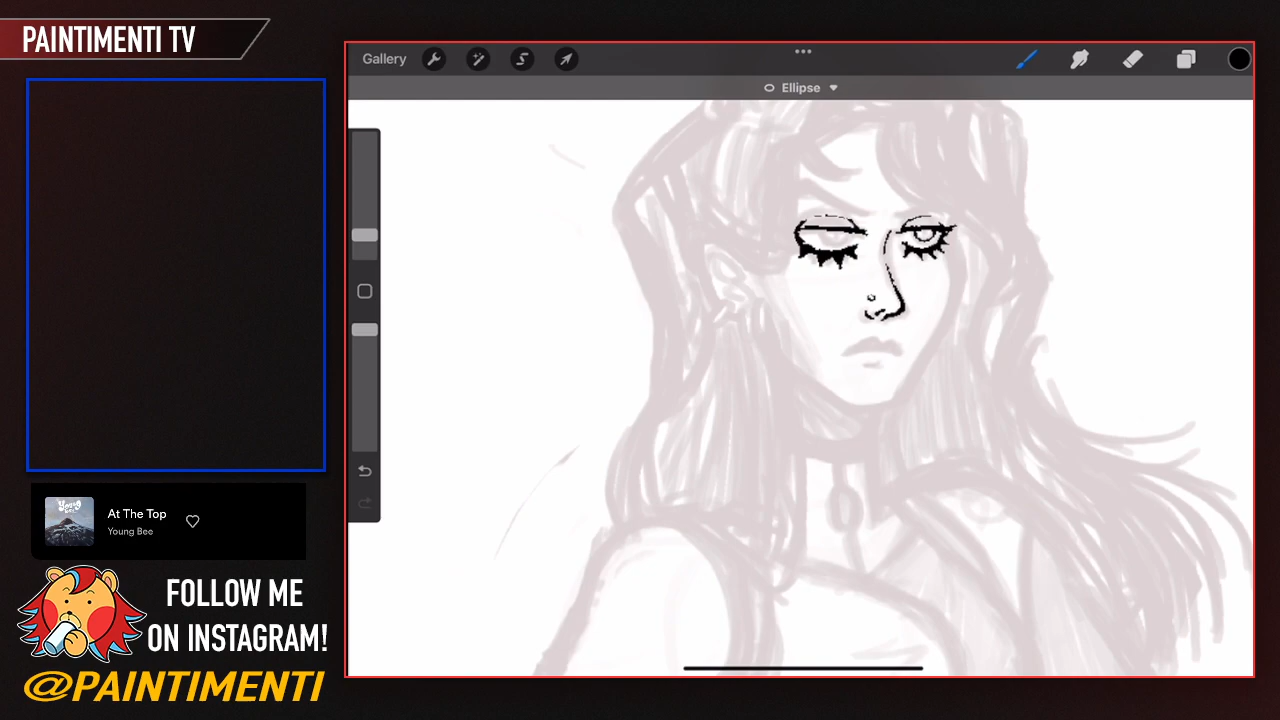 PAINTIMENTI TV
Gallery
Ellipse
At The Top
Young Bee
FOLLOW ME
ON INSTAGRAM!
@PAINTIMENTI